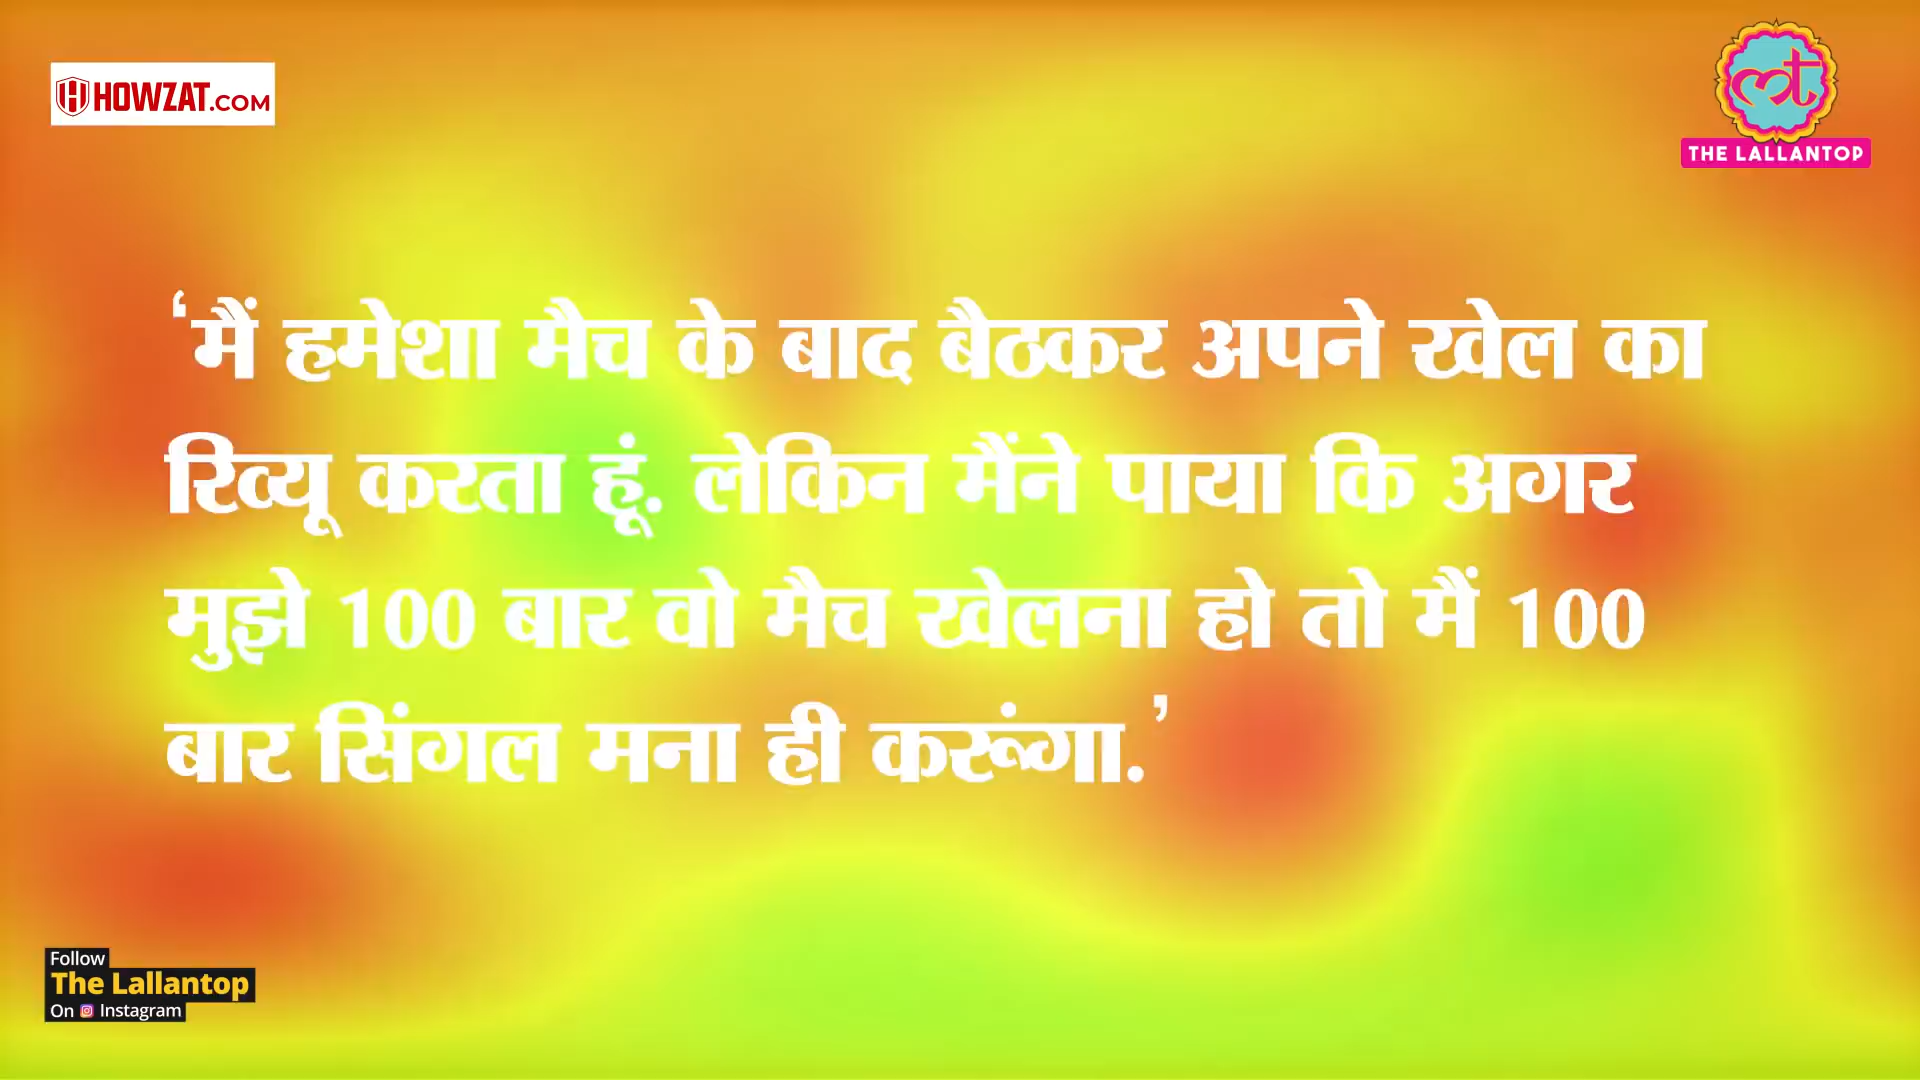 HOWZAT.COM
THE LALLANTOP
‘मैं हमेशा मैच के बाद बैठकर अपने खेल का
रिव्यू करता हूं. लेकिन मैंने पाया कि अगर
मुझे 100 बार वो मैच खेलना हो तो मैं 100
बार सिंगल मना ही करूंगा.’
Follow
The Lallantop
On Instagram